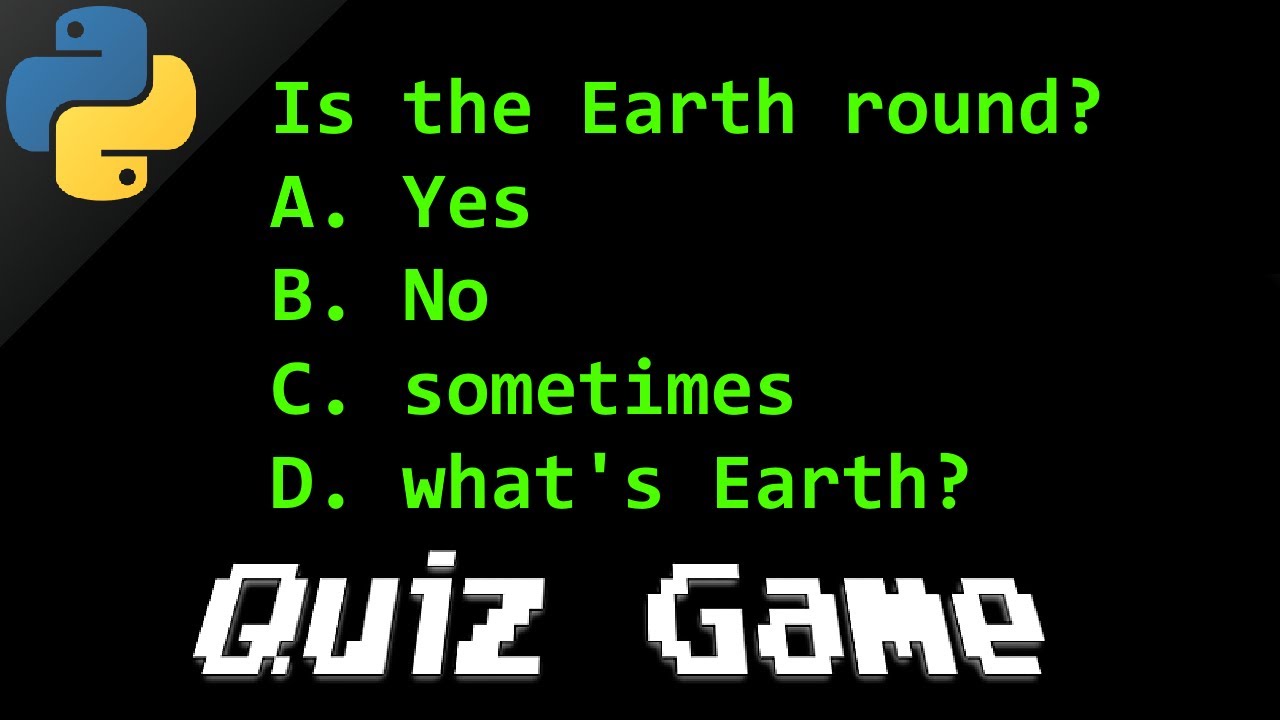 Is the Earth round?
A. Yes
B. No
C. sometimes
D. what's Earth?
Quiz Game